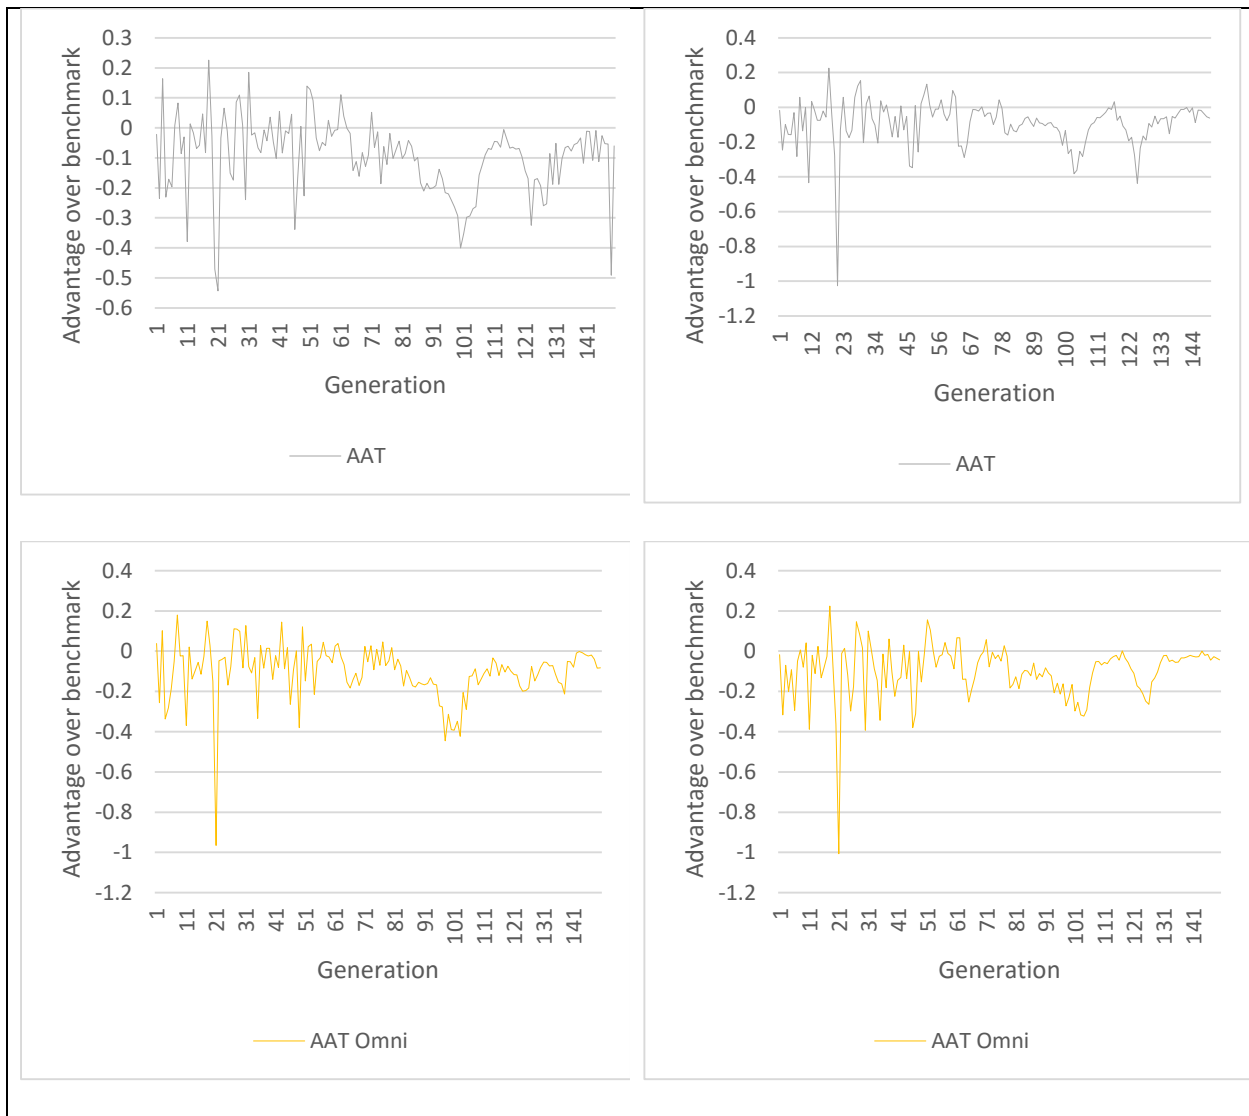 0.3
0.2
0.1
0
-0.1
-0.2
-0.3
-0.4
-0.5
-0.6
Advantage over benchmark
1 11 21 31 41 51 61 71 81 91 101 111 121 131 141
Generation
AAT
0.4
0.2
0
-0.2
-0.4
-0.6
-0.8
-1
-1.2
Advantage over benchmark
1 12 23 34 45 56 67 78 89 100 111 122 133 144
Generation
AAT
0.4
0.2
0
-0.2
-0.4
-0.6
-0.8
-1
-1.2
Advantage over benchmark
1 11 21 31 41 51 61 71 81 91 101 111 121 131 141
Generation
AAT Omni
0.4
0.2
0
-0.2
-0.4
-0.6
-0.8
-1
-1.2
Advantage over benchmark
1 11 21 31 41 51 61 71 81 91 101 111 121 131 141
Generation
AAT Omni